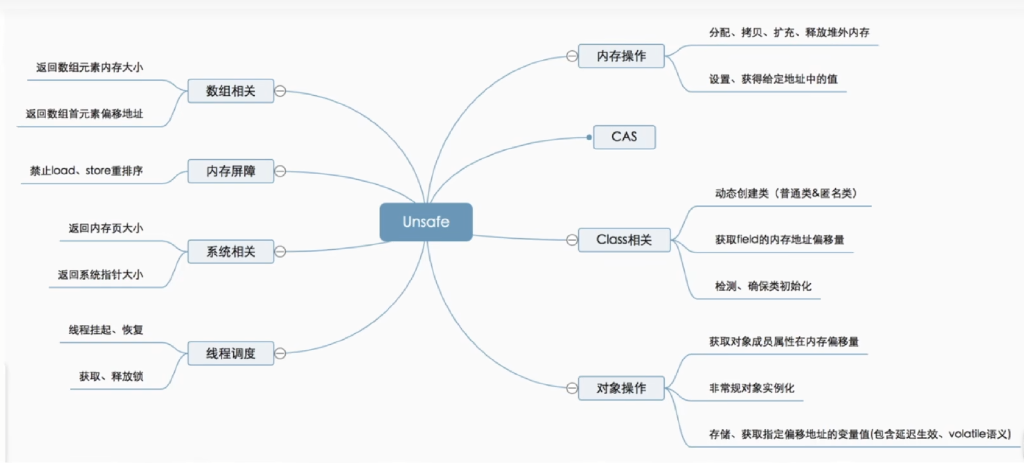 Unsafe
数组相关
返回数组元素内存大小
返回数组首元素偏移地址
内存屏障
禁止load、store重排序
系统相关
返回内存页大小
返回系统指针大小
线程调度
线程挂起、恢复
获取、释放锁
内存操作
分配、拷贝、扩充、释放堆外内存
设置、获得给定地址中的值
CAS
Class相关
动态创建类（普通类&匿名类）
获取field的内存地址偏移量
检测、确保类初始化
对象操作
获取对象成员属性在内存偏移量
非常规对象实例化
存储、获取指定偏移地址的变量值(包含延迟生效、volatile语义)